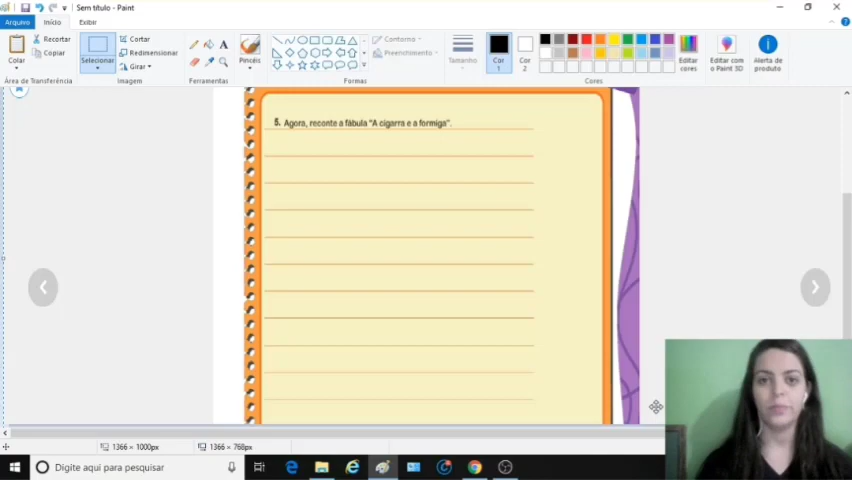 Sem título - Paint
Arquivo Início Exibir
Colar
Recortar
Copiar
Área de Transferência
Selecionar
Cortar
Redimensionar
Girar
Imagem
A
Ferramentas
Pincéis
Formas
Contorno
Preenchimento
Tamanho
Cor
1
Cor
2
Cores
Editar
cores
Editar com
o Paint 3D
Alerta de
produto
5. Agora, reconte a fábula "A cigarra e a formiga".
1366 × 1000px 1366 × 768px
Digite aqui para pesquisar